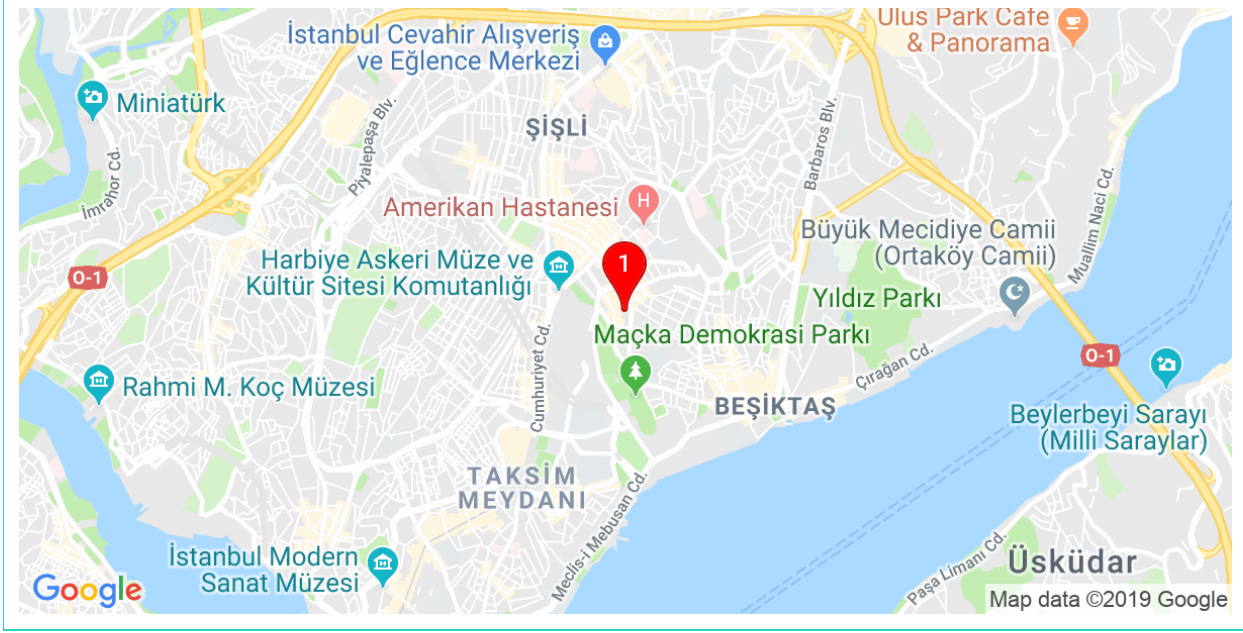 Ulus Park Cafe
& Panorama
İstanbul Cevahir Alışveriş
ve Eğlence Merkezi
Miniatürk
ŞİŞLİ
Piyalepaşa Blv.
Barbaros Blv.
İmrahor Cd.
Muallim Naci Cd.
Amerikan Hastanesi
H
Büyük Mecidiye Camii
(Ortaköy Camii)
Harbiye Askeri Müze ve
Kültür Sitesi Komutanlığı
1
O-1
Yıldız Parkı
Maçka Demokrasi Parkı
Cumhuriyet Cd.
Çırağan Cd.
O-1
Rahmi M. Koç Müzesi
BEŞİKTAŞ
Beylerbeyi Sarayı
(Milli Saraylar)
TAKSİM
MEYDANI
Meclis-i Mebusan Cd.
İstanbul Modern
Sanat Müzesi
Paşa Limanı Cd.
Üsküdar
Google
Map data ©2019 Google